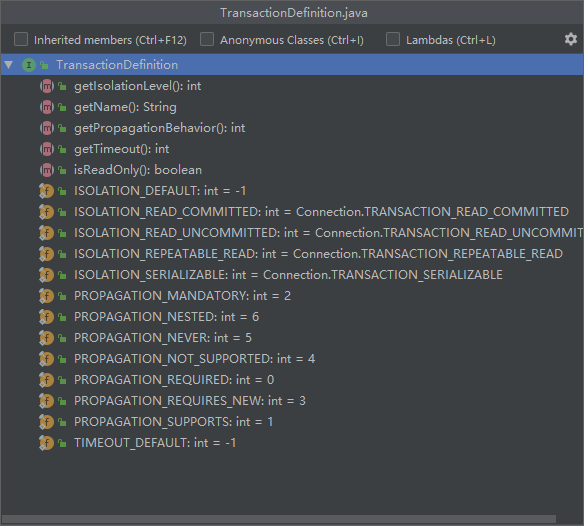 TransactionDefinition.java
Inherited members (Ctrl+F12) Anonymous Classes (Ctrl+I) Lambdas (Ctrl+L)
I TransactionDefinition
m getIsolationLevel(): int
m getName(): String
m getPropagationBehavior(): int
m getTimeout(): int
m isReadOnly(): boolean
f ISOLATION_DEFAULT: int = -1
f ISOLATION_READ_COMMITTED: int = Connection.TRANSACTION_READ_COMMITTED
f ISOLATION_READ_UNCOMMITTED: int = Connection.TRANSACTION_READ_UNCOMMIT
f ISOLATION_REPEATABLE_READ: int = Connection.TRANSACTION_REPEATABLE_READ
f ISOLATION_SERIALIZABLE: int = Connection.TRANSACTION_SERIALIZABLE
f PROPAGATION_MANDATORY: int = 2
f PROPAGATION_NESTED: int = 6
f PROPAGATION_NEVER: int = 5
f PROPAGATION_NOT_SUPPORTED: int = 4
f PROPAGATION_REQUIRED: int = 0
f PROPAGATION_REQUIRES_NEW: int = 3
f PROPAGATION_SUPPORTS: int = 1
f TIMEOUT_DEFAULT: int = -1